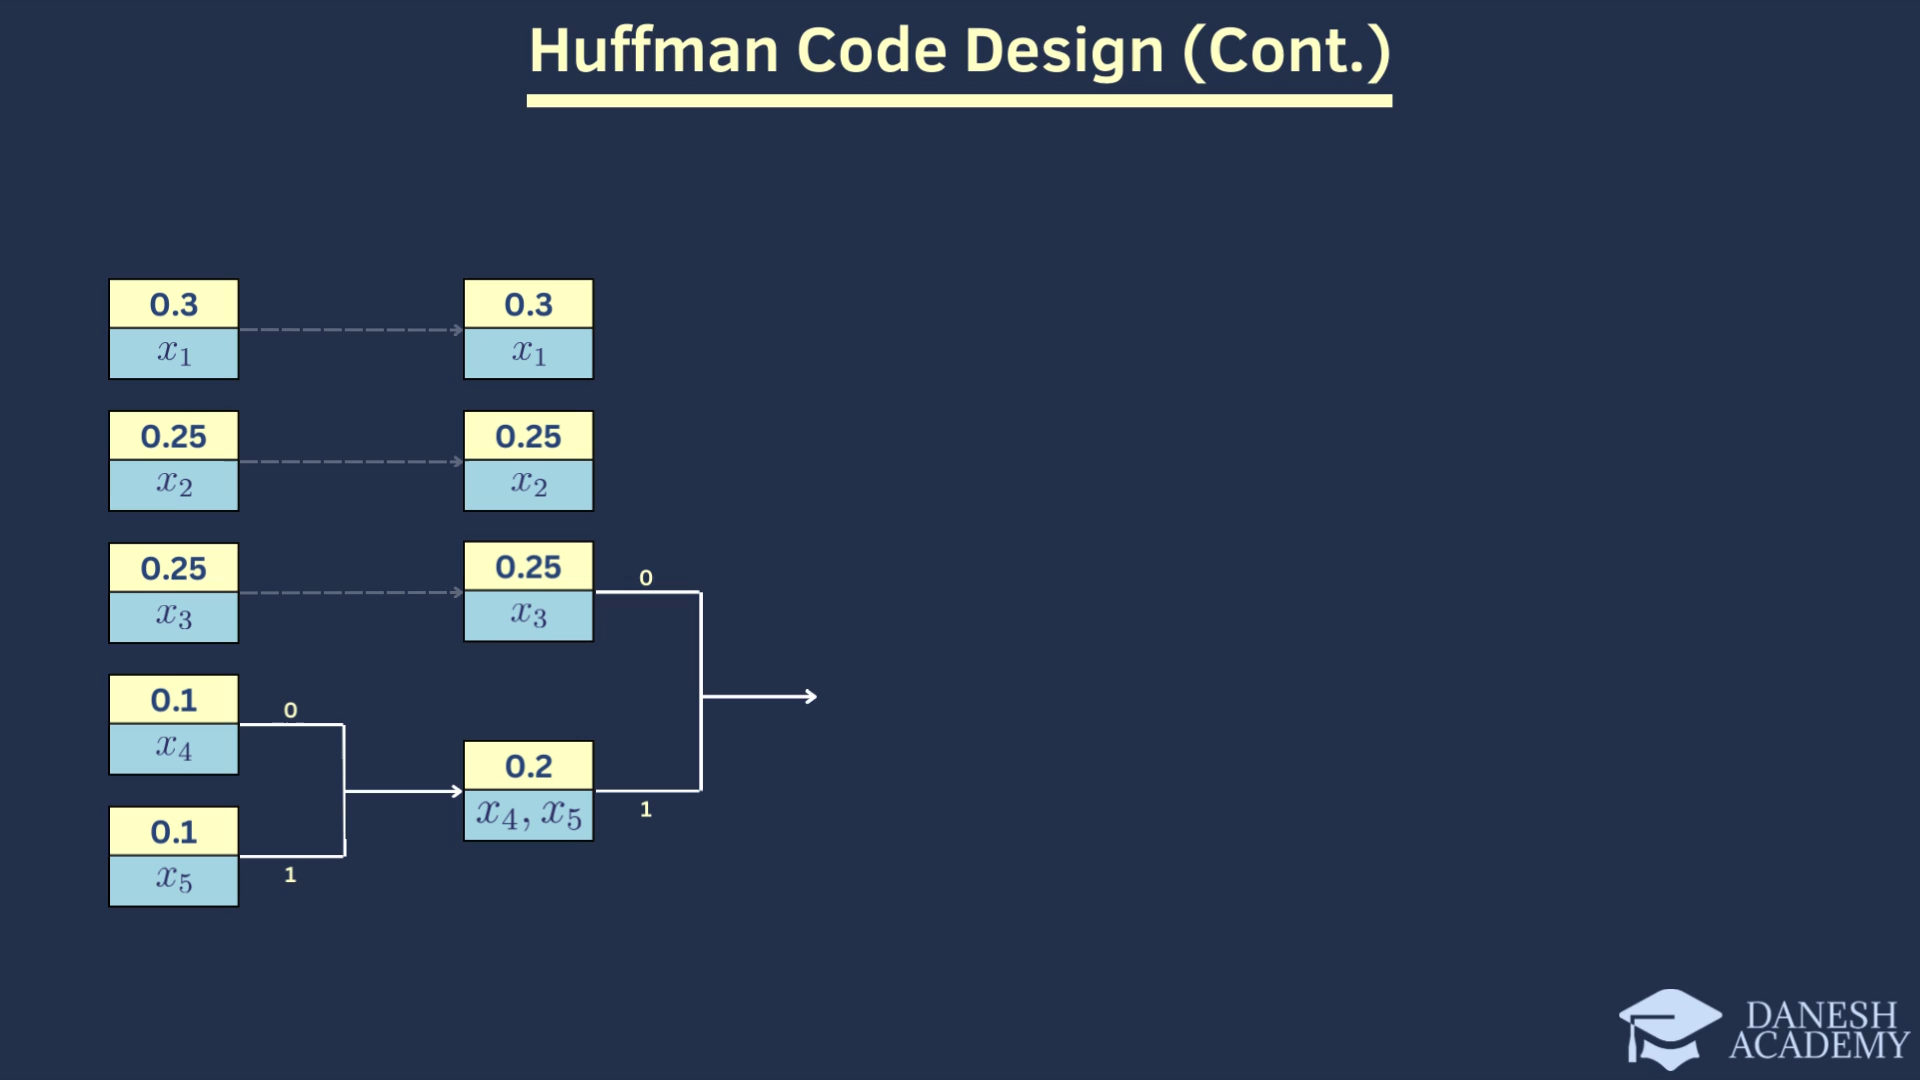 Huffman Code Design (Cont.)
0.3
x₁
0.3
x₁
0.25
x₂
0.25
x₂
0.25
x₃
0.25
x₃
0
0.1
x₄
0
0.2
x₄, x₅
1
0.1
x₅
1
DANESH
ACADEMY